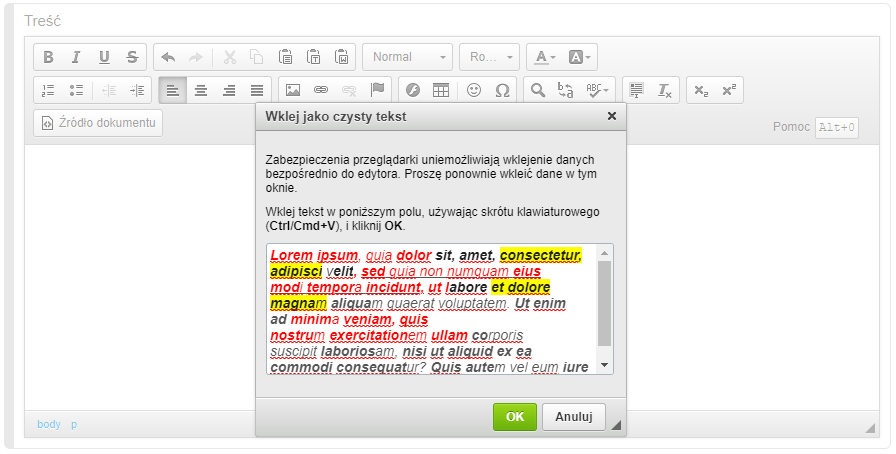 Treść
B I U S Normal Ro... A A
ABC Ω Tx x₂ x²
Źródło dokumentu Pomoc Alt+0
Wklej jako czysty tekst
Zabezpieczenia przeglądarki uniemożliwiają wklejenie danych
bezpośrednio do edytora. Proszę ponownie wkleić dane w tym
oknie.
Wklej tekst w poniższym polu, używając skrótu klawiaturowego
(Ctrl/Cmd+V), i kliknij OK.
Lorem ipsum, quia dolor sit, amet, consectetur,
adipisci velit, sed quia non numquam eius
modi tempora incidunt, ut labore et dolore
magnam aliquam quaerat voluptatem. Ut enim
ad minima veniam, quis
nostrum exercitationem ullam corporis
suscipit laboriosam, nisi ut aliquid ex ea
commodi consequatur? Quis autem vel eum iure
OK Anuluj
body p